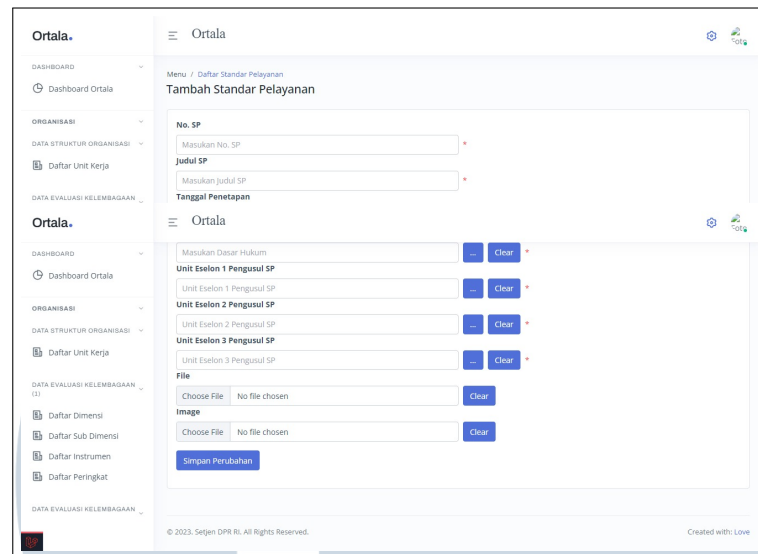 Ortala.
Ortala
Foto
DASHBOARD
Dashboard Ortala
ORGANISASI
DATA STRUKTUR ORGANISASI
Daftar Unit Kerja
DATA EVALUASI KELEMBAGAAN
Menu / Daftar Standar Pelayanan
Tambah Standar Pelayanan
No. SP
Masukan No. SP *
Judul SP
Masukan Judul SP *
Tanggal Penetapan
Ortala.
Ortala
Foto
DASHBOARD
Dashboard Ortala
ORGANISASI
DATA STRUKTUR ORGANISASI
Daftar Unit Kerja
DATA EVALUASI KELEMBAGAAN
(1)
Daftar Dimensi
Daftar Sub Dimensi
Daftar Instrumen
Daftar Peringkat
DATA EVALUASI KELEMBAGAAN
Masukan Dasar Hukum ... Clear *
Unit Eselon 1 Pengusul SP
Unit Eselon 1 Pengusul SP ... Clear *
Unit Eselon 2 Pengusul SP
Unit Eselon 2 Pengusul SP ... Clear *
Unit Eselon 3 Pengusul SP
Unit Eselon 3 Pengusul SP ... Clear *
File
Choose File No file chosen Clear
Image
Choose File No file chosen Clear
Simpan Perubahan
© 2023. Setjen DPR RI. All Rights Reserved.
Created with: Love